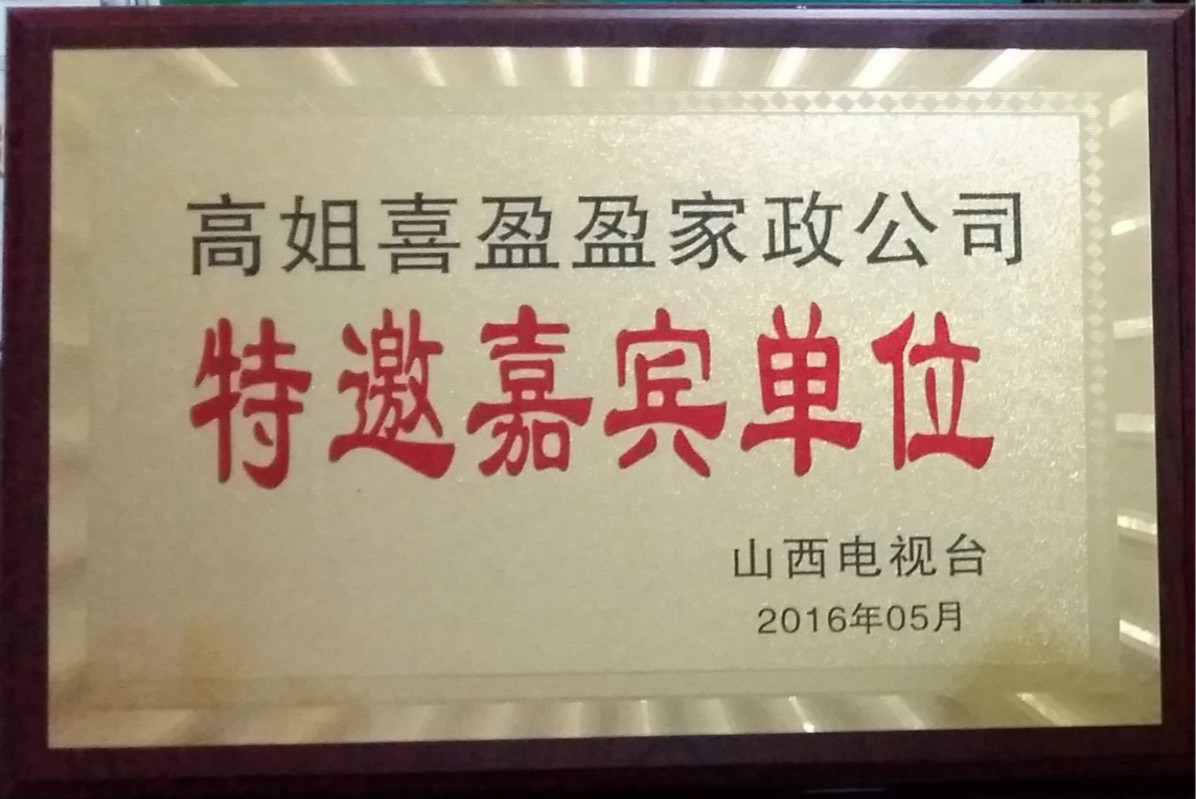 高姐喜盈盈家政公司
特邀嘉宾单位
山西电视台
2016年05月